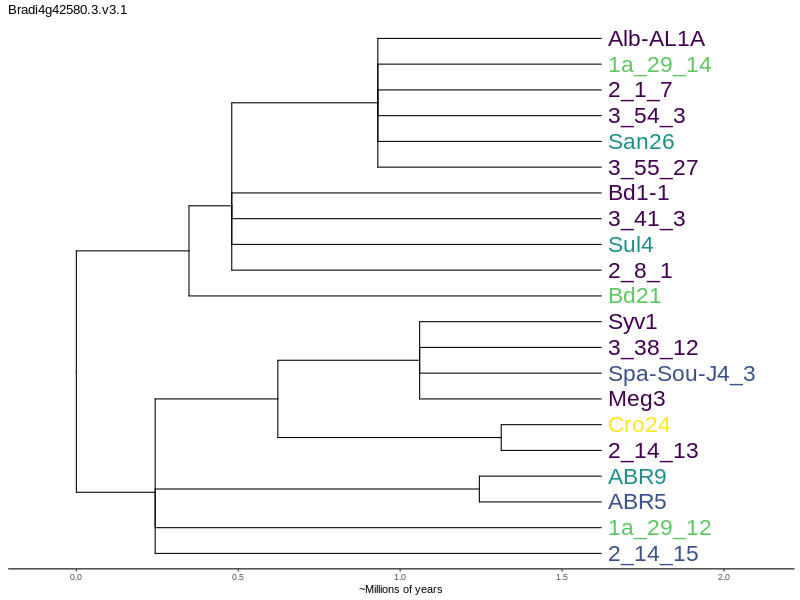 Bradi4g42580.3.v3.1
Alb-AL1A
1a_29_14
2_1_7
3_54_3
San26
3_55_27
Bd1-1
3_41_3
Sul4
2_8_1
Bd21
Syv1
3_38_12
Spa-Sou-J4_3
Meg3
Cro24
2_14_13
ABR9
ABR5
1a_29_12
2_14_15
0.0 0.5 1.0 1.5 2.0
~Millions of years